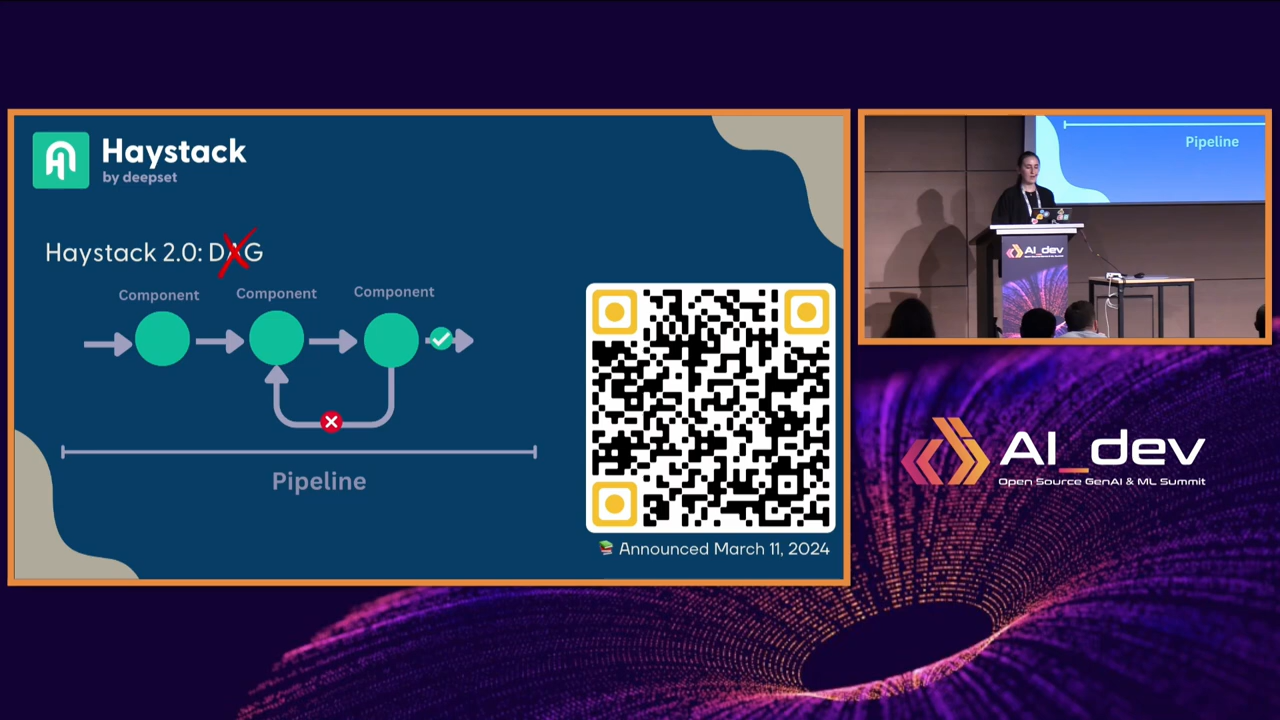 Haystack
by deepset
Haystack 2.0: DAG
Component
Component
Component
Pipeline
Announced March 11, 2024
Pipeline
AI_dev
AI_dev
Open Source GenAI & ML Summit